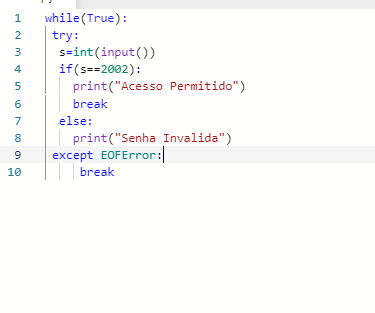 1 while(True):
2 try:
3 s=int(input())
4 if(s==2002):
5 print("Acesso Permitido")
6 break
7 else:
8 print("Senha Invalida")
9 except EOFError:
10 break